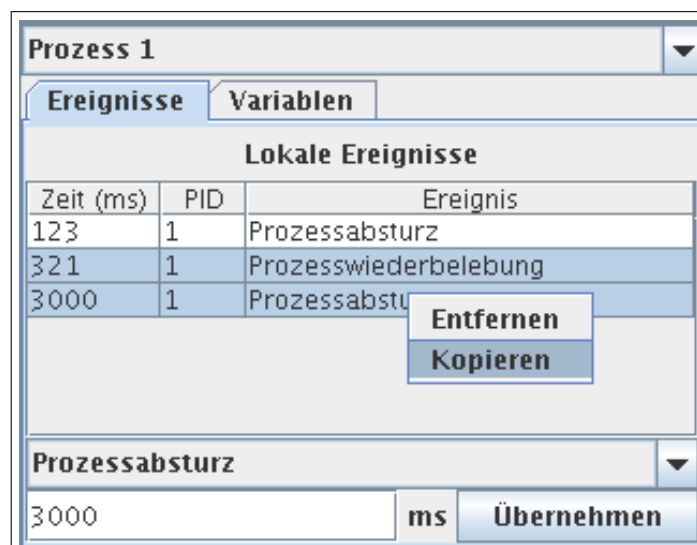 Prozess 1
Ereignisse Variablen
Lokale Ereignisse
Zeit (ms) PID Ereignis
123 1 Prozessabsturz
321 1 Prozesswiederbelebung
3000 1 Prozessabstu
Entfernen
Kopieren
Prozessabsturz
3000 ms Übernehmen